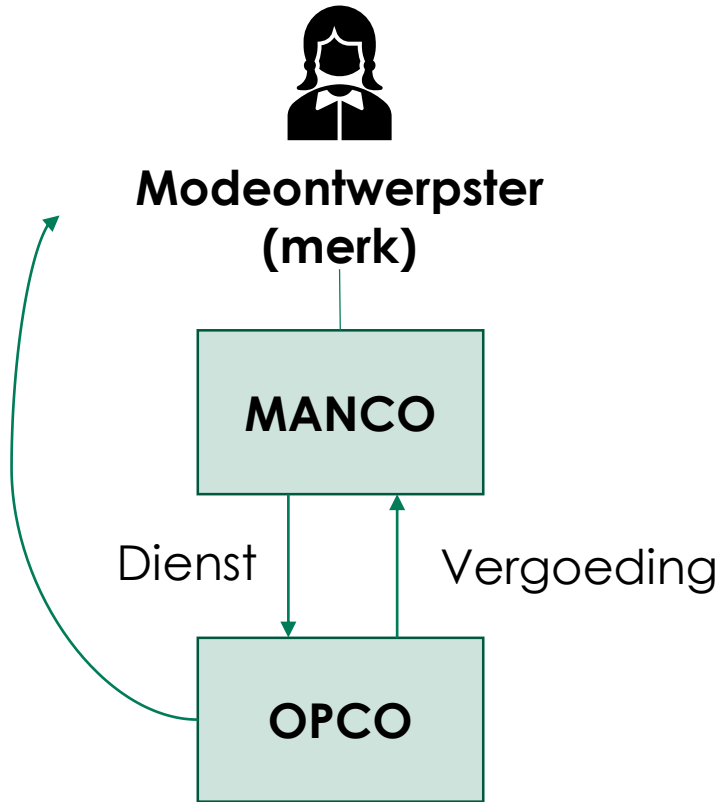 Modeontwerpster
(merk)
MANCO
Dienst
Vergoeding
OPCO